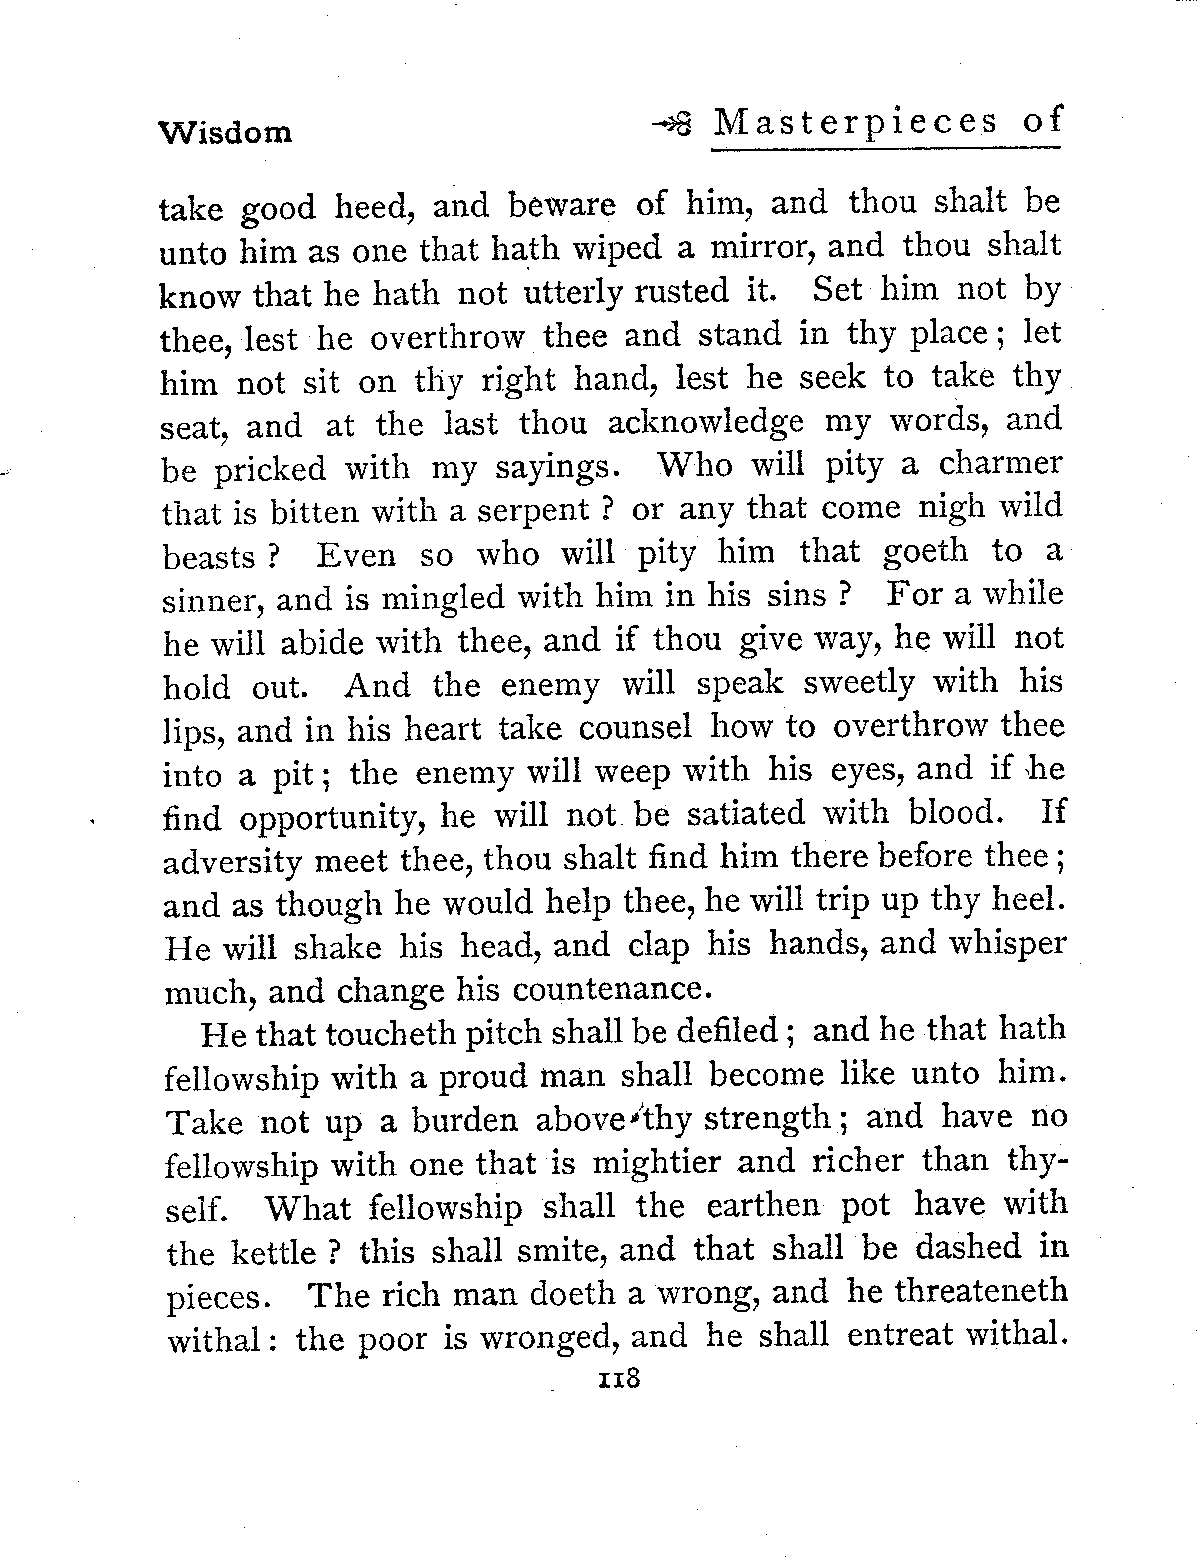 Wisdom Masterpieces of
take good heed, and beware of him, and thou shalt be
unto him as one that hath wiped a mirror, and thou shalt
know that he hath not utterly rusted it. Set him not by
thee, lest he overthrow thee and stand in thy place; let
him not sit on thy right hand, lest he seek to take thy
seat, and at the last thou acknowledge my words, and
be pricked with my sayings. Who will pity a charmer
that is bitten with a serpent? or any that come nigh wild
beasts? Even so who will pity him that goeth to a
sinner, and is mingled with him in his sins? For a while
he will abide with thee, and if thou give way, he will not
hold out. And the enemy will speak sweetly with his
lips, and in his heart take counsel how to overthrow thee
into a pit; the enemy will weep with his eyes, and if he
find opportunity, he will not be satiated with blood. If
adversity meet thee, thou shalt find him there before thee;
and as though he would help thee, he will trip up thy heel.
He will shake his head, and clap his hands, and whisper
much, and change his countenance.
He that toucheth pitch shall be defiled; and he that hath
fellowship with a proud man shall become like unto him.
Take not up a burden above thy strength; and have no
fellowship with one that is mightier and richer than thy-
self. What fellowship shall the earthen pot have with
the kettle? this shall smite, and that shall be dashed in
pieces. The rich man doeth a wrong, and he threateneth
withal: the poor is wronged, and he shall entreat withal.
118